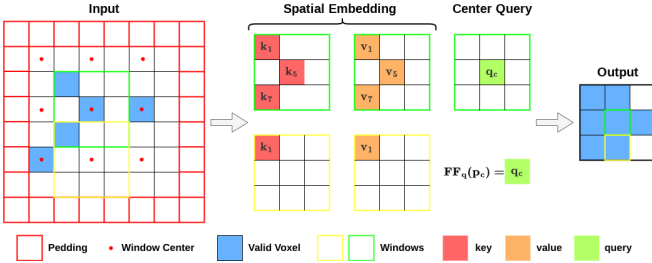 Input
Spatial Embedding
Center Query
k1
v1
k5
v5
qc
k7
v7
Output
k1
v1
FFq(pc) = qc
Pedding
Window Center
Valid Voxel
Windows
key
value
query